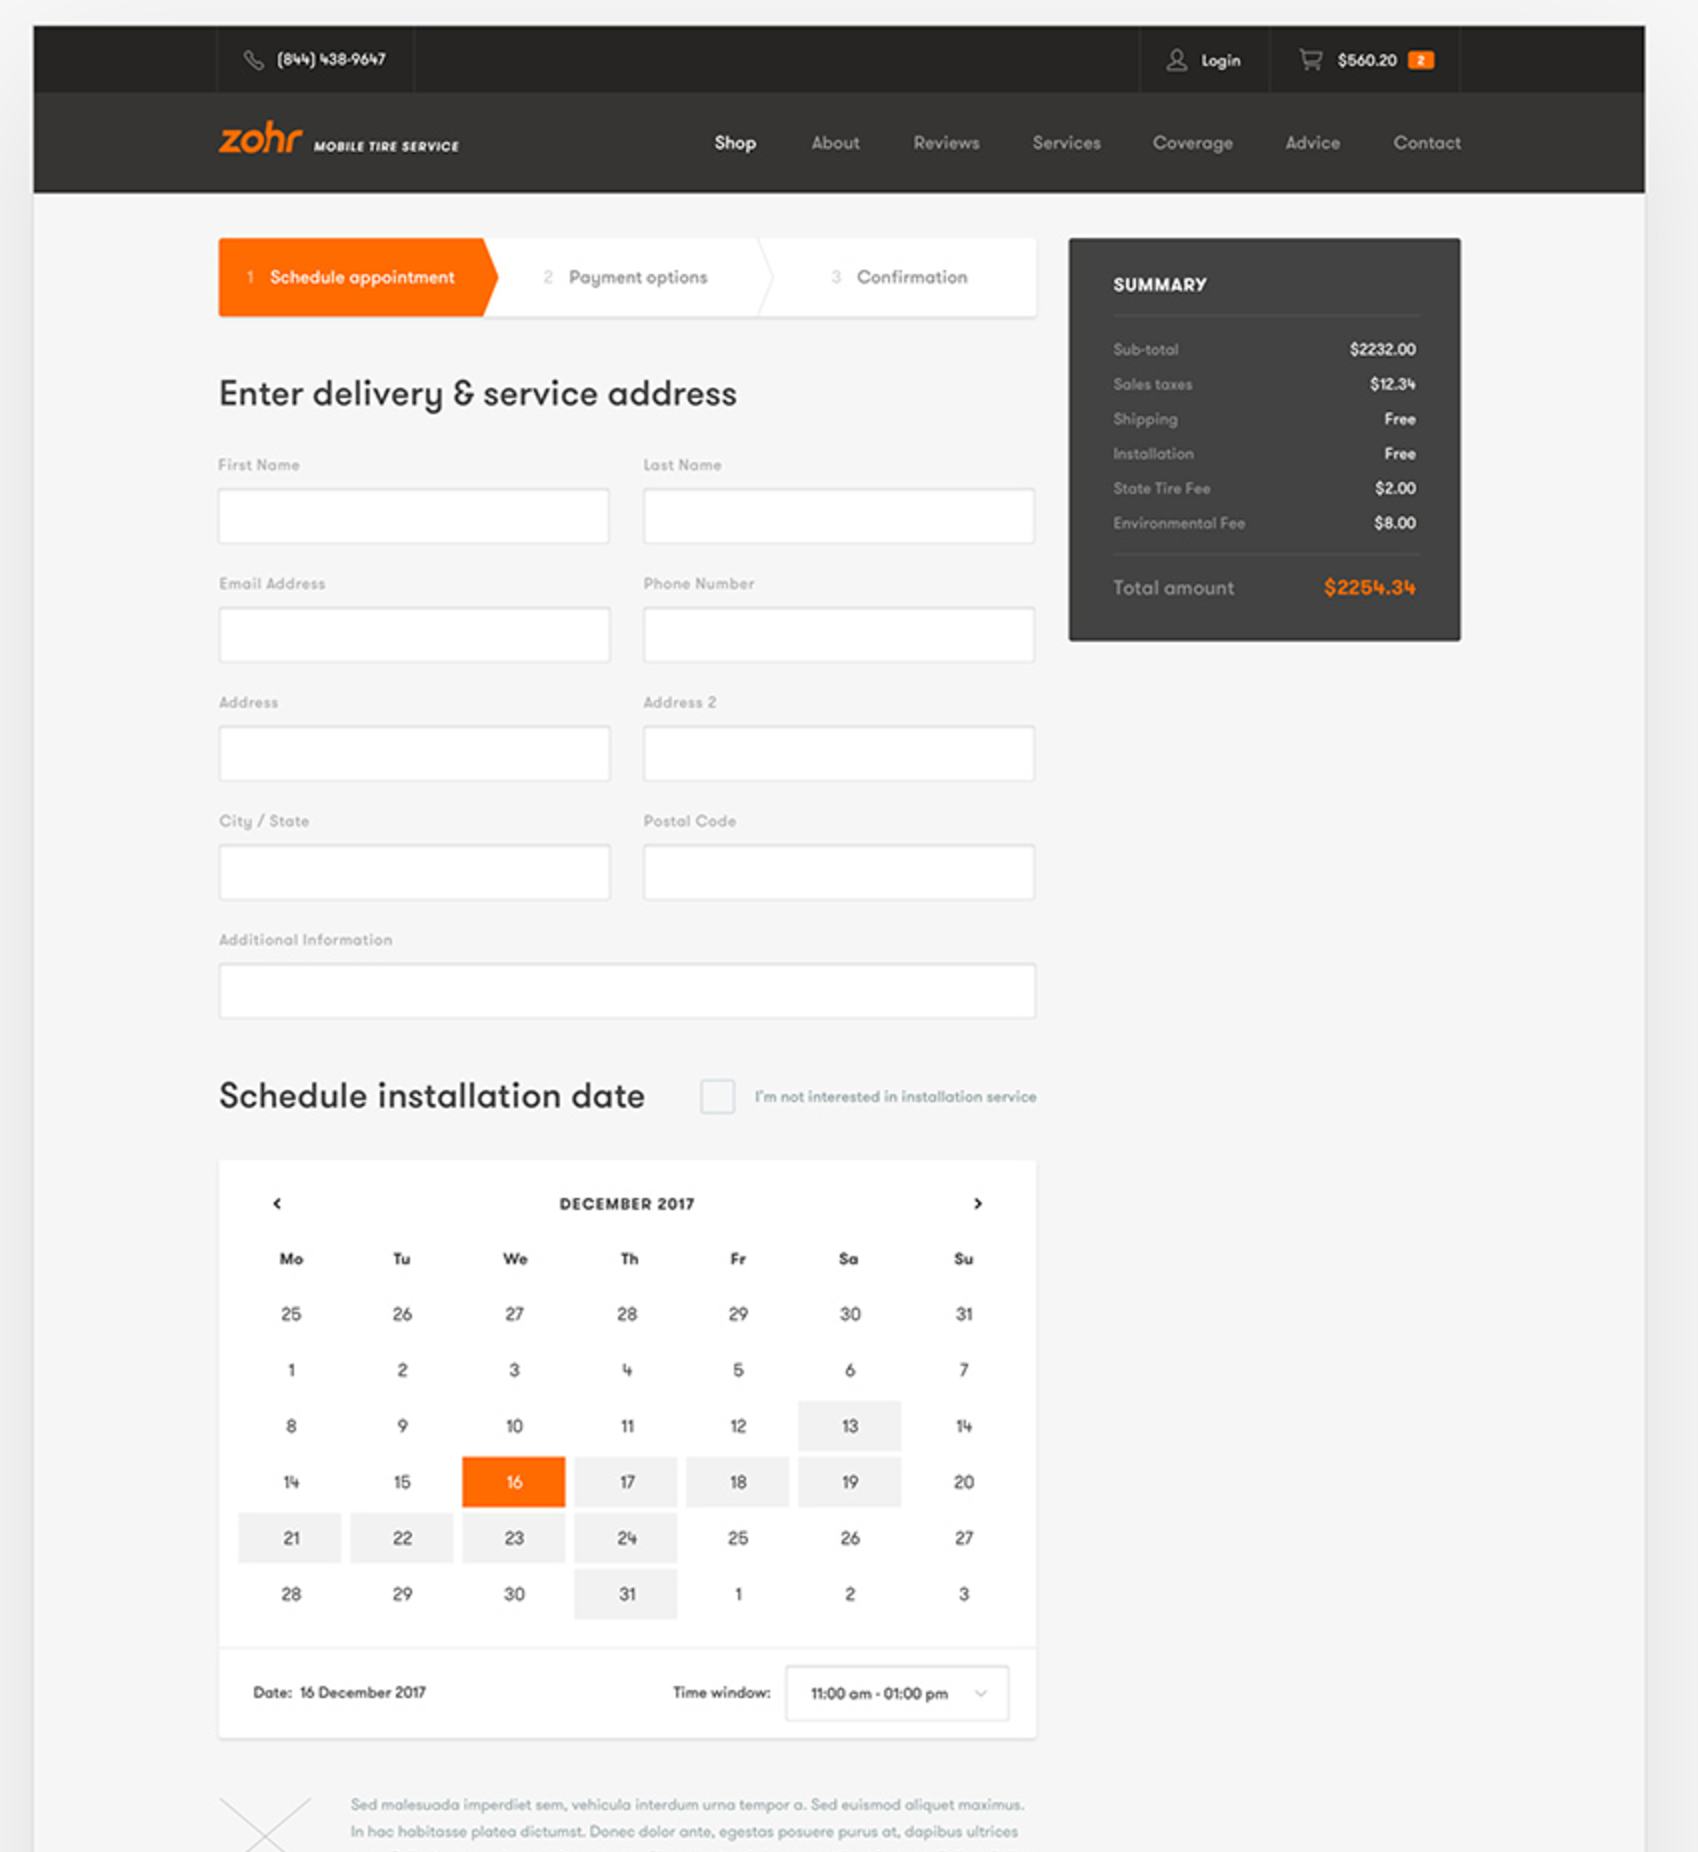 (844) 438-9647
Login
$560.20 2
zohr MOBILE TIRE SERVICE
Shop About Reviews Services Coverage Advice Contact
1 Schedule appointment
2 Payment options
3 Confirmation
Enter delivery & service address
First Name
Last Name
Email Address
Phone Number
Address
Address 2
City / State
Postal Code
Additional Information
SUMMARY
Sub-total $2232.00
Sales taxes $12.34
Shipping Free
Installation Free
State Tire Fee $2.00
Environmental Fee $8.00
Total amount $2254.34
Schedule installation date
I'm not interested in installation service
DECEMBER 2017
Mo Tu We Th Fr Sa Su
25 26 27 28 29 30 31
1 2 3 4 5 6 7
8 9 10 11 12 13 14
14 15 16 17 18 19 20
21 22 23 24 25 26 27
28 29 30 31 1 2 3
Date: 16 December 2017
Time window: 11:00 am - 01:00 pm
Sed malesuada imperdiet sem, vehicula interdum urna tempor a. Sed euismod aliquet maximus.
In hac habitasse platea dictumst. Donec dolor ante, egestas posuere purus at, dapibus ultrices